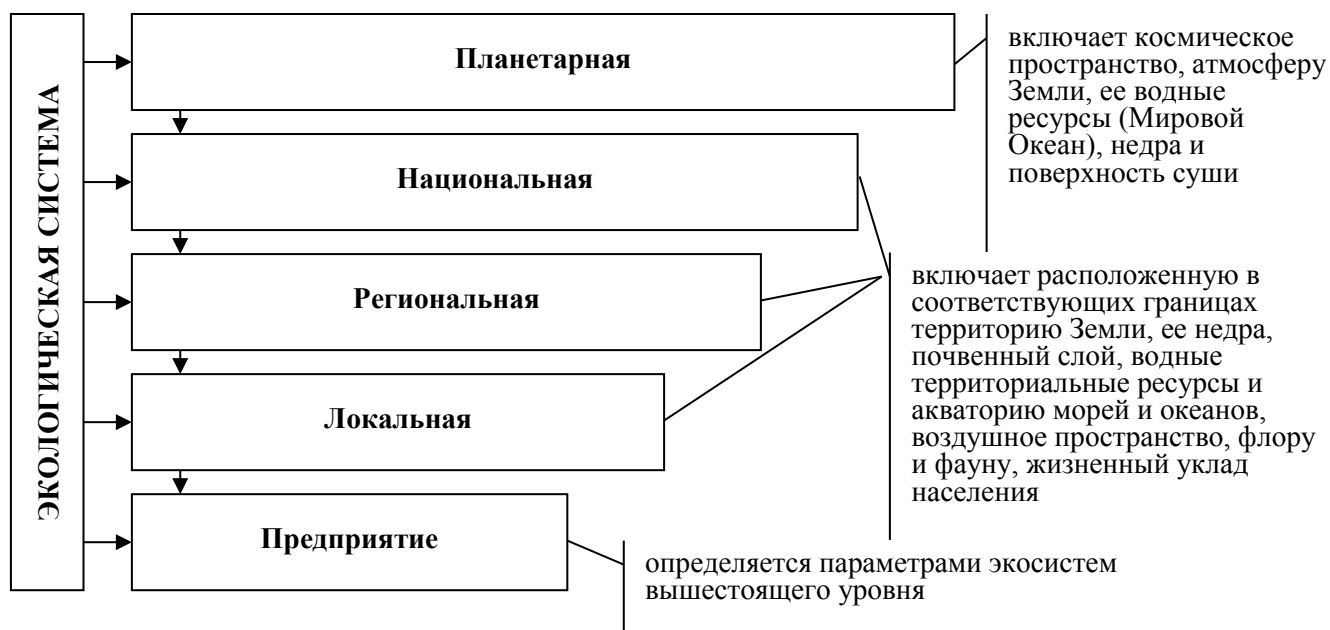 ЭКОЛОГИЧЕСКАЯ СИСТЕМА
Планетарная
включает космическое
пространство, атмосферу
Земли, ее водные
ресурсы (Мировой
Океан), недра и
поверхность суши
Национальная
Региональная
Локальная
включает расположенную в
соответствующих границах
территорию Земли, ее недра,
почвенный слой, водные
территориальные ресурсы и
акваторию морей и океанов,
воздушное пространство, флору
и фауну, жизненный уклад
населения
Предприятие
определяется параметрами экосистем
вышестоящего уровня